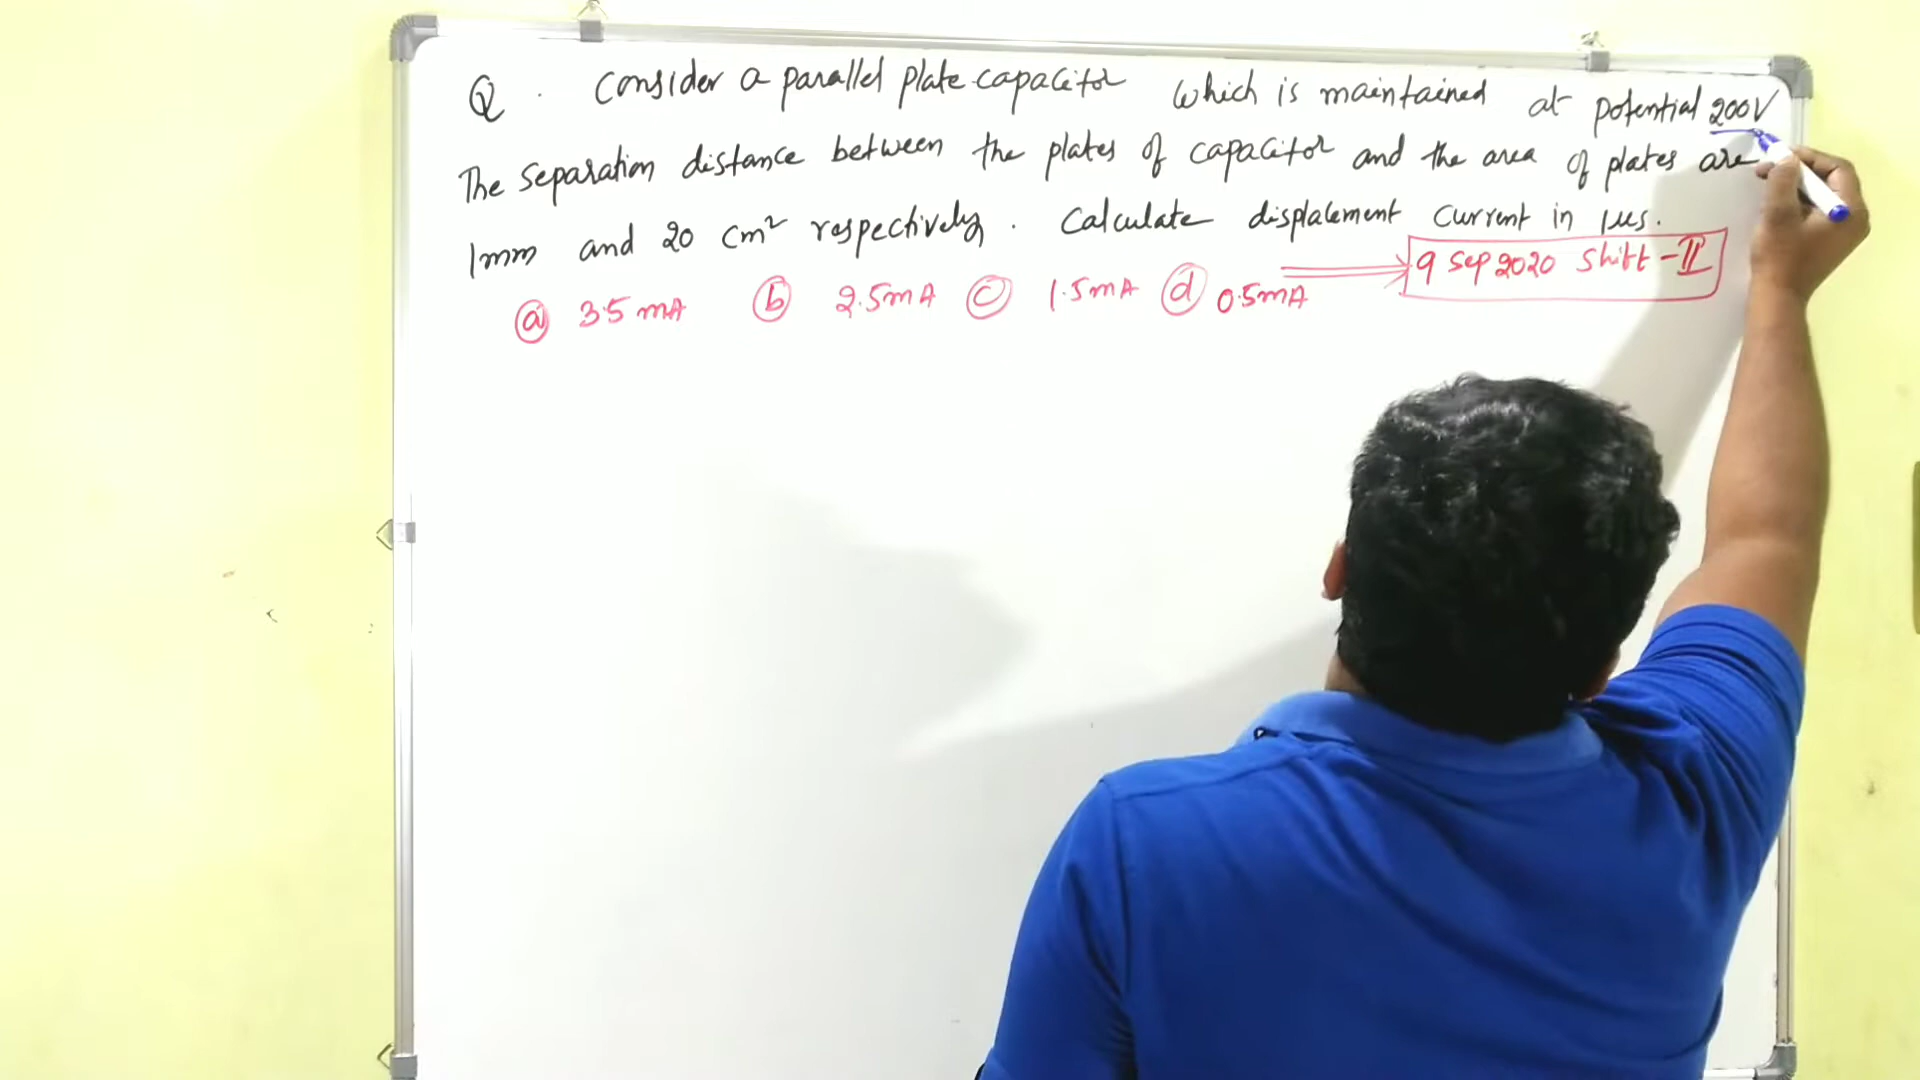 Q. Consider a parallel plate capacitor which is maintained at potential 200V
The separation distance between the plates of capacitor and the area of plates are
1mm and 20 cm² respectively. Calculate displacement current in 1μs.
9 Sep 2020 Shift-II
ⓐ 3.5 mA ⓑ 2.5mA ⓒ 1.5mA ⓓ 0.5mA